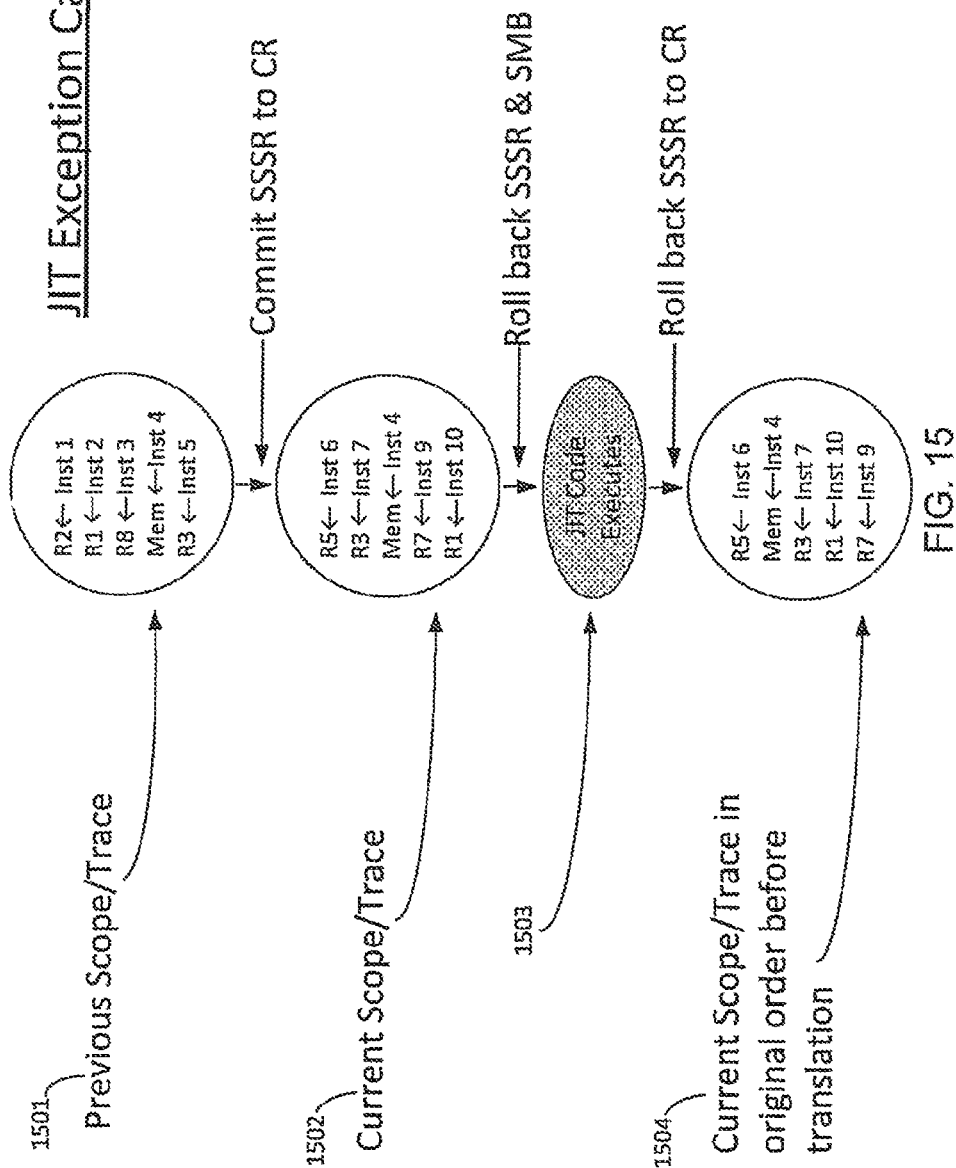 JIT Exception Ca
1501
Previous Scope/Trace
R2← Inst 1
R1 ←Inst 2
R8 ←Inst 3
Mem ←Inst 4
R3 ←Inst 5
Commit SSSR to CR
1502
Current Scope/Trace
R5← Inst 6
R3 ←Inst 7
Mem ←Inst 4
R7 ←Inst 9
R1 ←Inst 10
Roll back SSSR & SMB
1503
JIT Code
Executes
Roll back SSSR to CR
1504
Current Scope/Trace in
original order before
translation
R5← Inst 6
Mem ←Inst 4
R3 ←Inst 7
R1 ←Inst 10
R7 ←Inst 9
FIG. 15